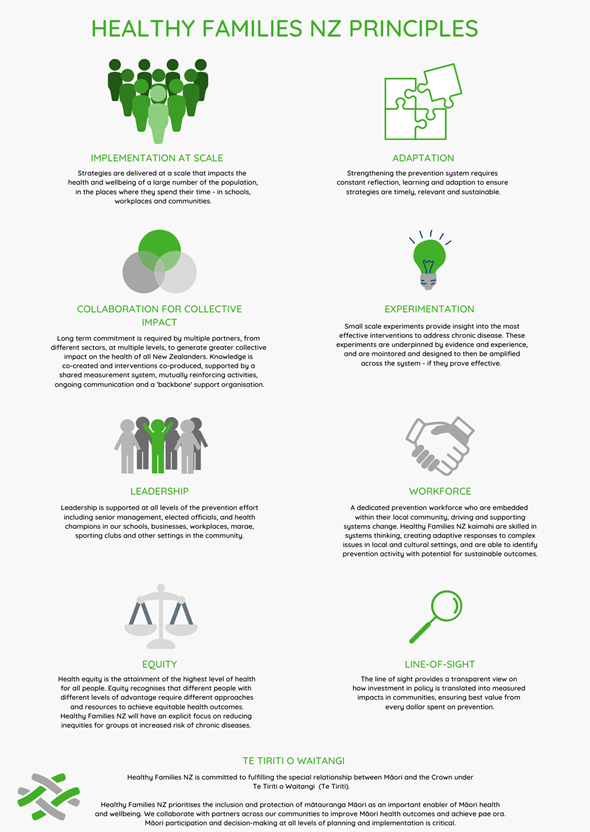 HEALTHY FAMILIES NZ PRINCIPLES
IMPLEMENTATION AT SCALE
Strategies are delivered at a scale that impacts the
health and wellbeing of a large number of the population,
in the places where they spend their time - in schools,
workplaces and communities.
ADAPTATION
Strengthening the prevention system requires
constant reflection, learning and adaption to ensure
strategies are timely, relevant and sustainable.
COLLABORATION FOR COLLECTIVE
IMPACT
Long term commitment is required by multiple partners, from
different sectors, at multiple levels, to generate greater collective
impact on the health of all New Zealanders. Knowledge is
co-created and interventions co-produced, supported by a
shared measurement system, mutually reinforcing activities,
ongoing communication and a 'backbone' support organisation.
EXPERIMENTATION
Small scale experiments provide insight into the most
effective interventions to address chronic disease. These
experiments are underpinned by evidence and experience,
and are mointored and designed to then be amplified
across the system - if they prove effective.
LEADERSHIP
Leadership is supported at all levels of the prevention effort
including senior management, elected officials, and health
champions in our schools, businesses, workplaces, marae,
sporting clubs and other settings in the community.
WORKFORCE
A dedicated prevention workforce who are embedded
within their local community, driving and supporting
systems change. Healthy Families NZ kaimahi are skilled in
systems thinking, creating adaptive responses to complex
issues in local and cultural settings, and are able to identify
prevention activity with potential for sustainable outcomes.
EQUITY
Health equity is the attainment of the highest level of health
for all people. Equity recognises that different people with
different levels of advantage require different approaches
and resources to achieve equitable health outcomes.
Healthy Families NZ will have an explicit focus on reducing
inequities for groups at increased risk of chronic diseases.
LINE-OF-SIGHT
The line of sight provides a transparent view on
how investment in policy is translated into measured
impacts in communities, ensuring best value from
every dollar spent on prevention.
TE TIRITI O WAITANGI
Healthy Families NZ is committed to fulfilling the special relationship between Māori and the Crown under
Te Tiriti o Waitangi (Te Tiriti).
Healthy Families NZ prioritises the inclusion and protection of mātauranga Māori as an important enabler of Māori health
and wellbeing. We collaborate with partners across our communities to improve Māori health outcomes and achieve pae ora.
Māori participation and decision-making at all levels of planning and implementation is critical.